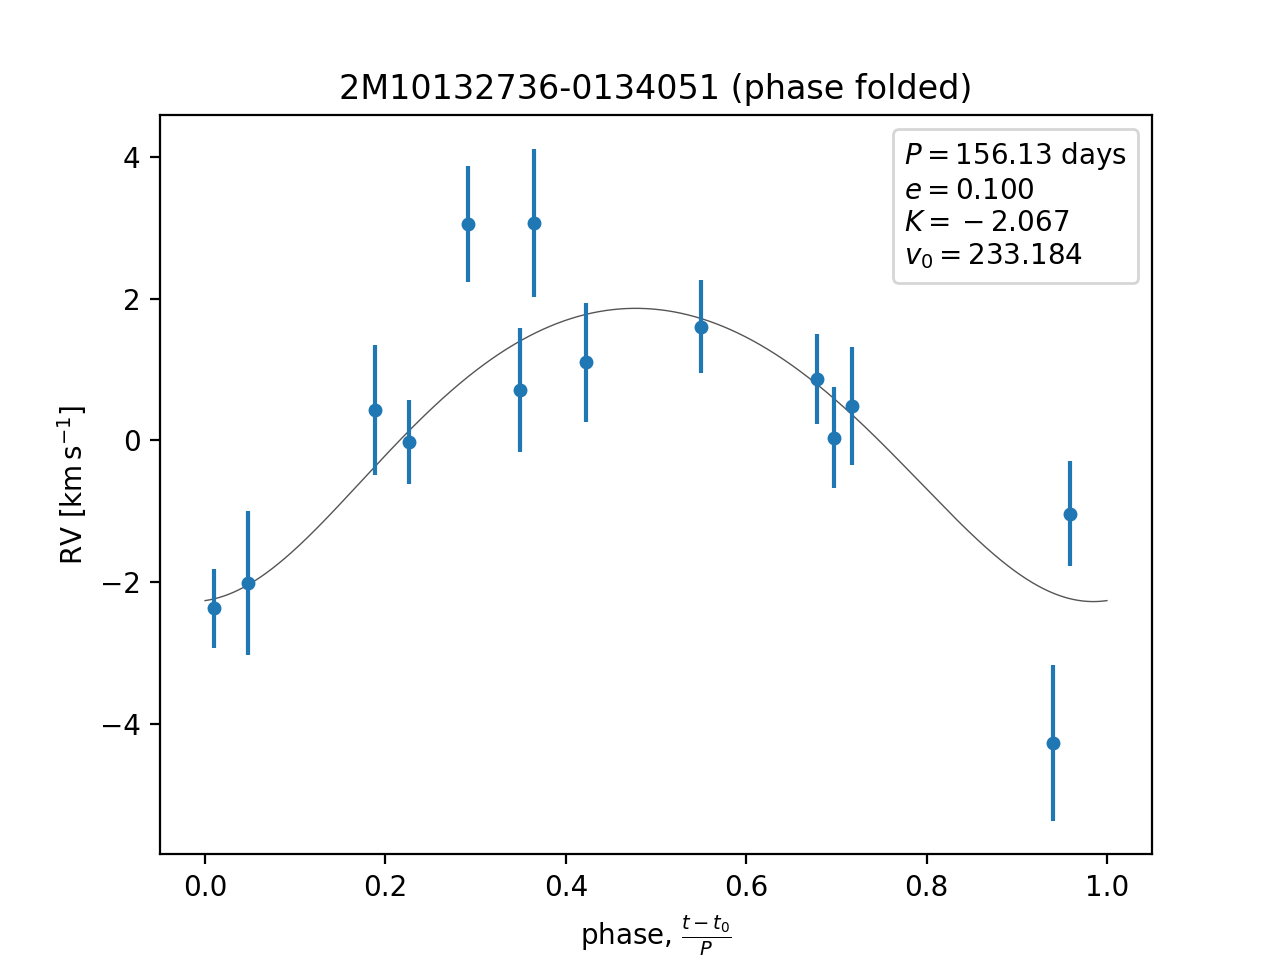 2M10132736-0134051 (phase folded)
P = 156.13 days
e = 0.100
K = −2.067
v₀ = 233.184
4
2
0
−2
−4
RV [km s⁻¹]
0.0 0.2 0.4 0.6 0.8 1.0
phase, (t − t₀)/P